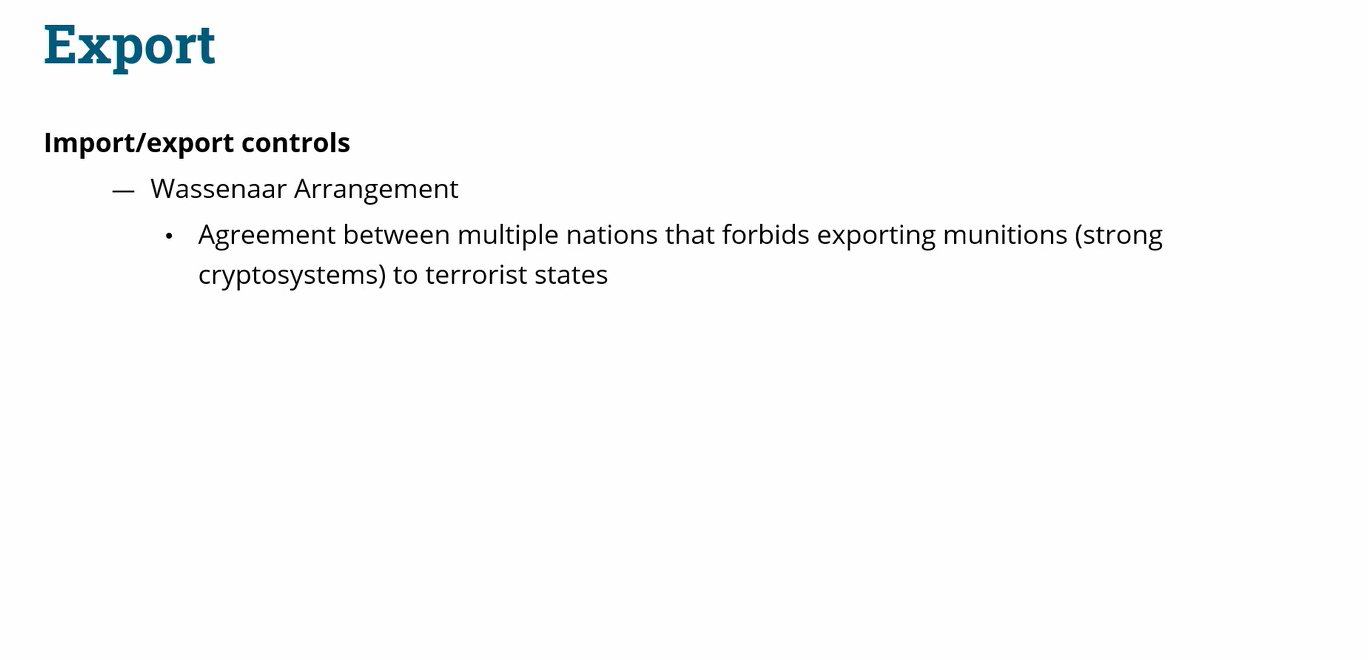 Export
Import/export controls
— Wassenaar Arrangement
• Agreement between multiple nations that forbids exporting munitions (strong
cryptosystems) to terrorist states